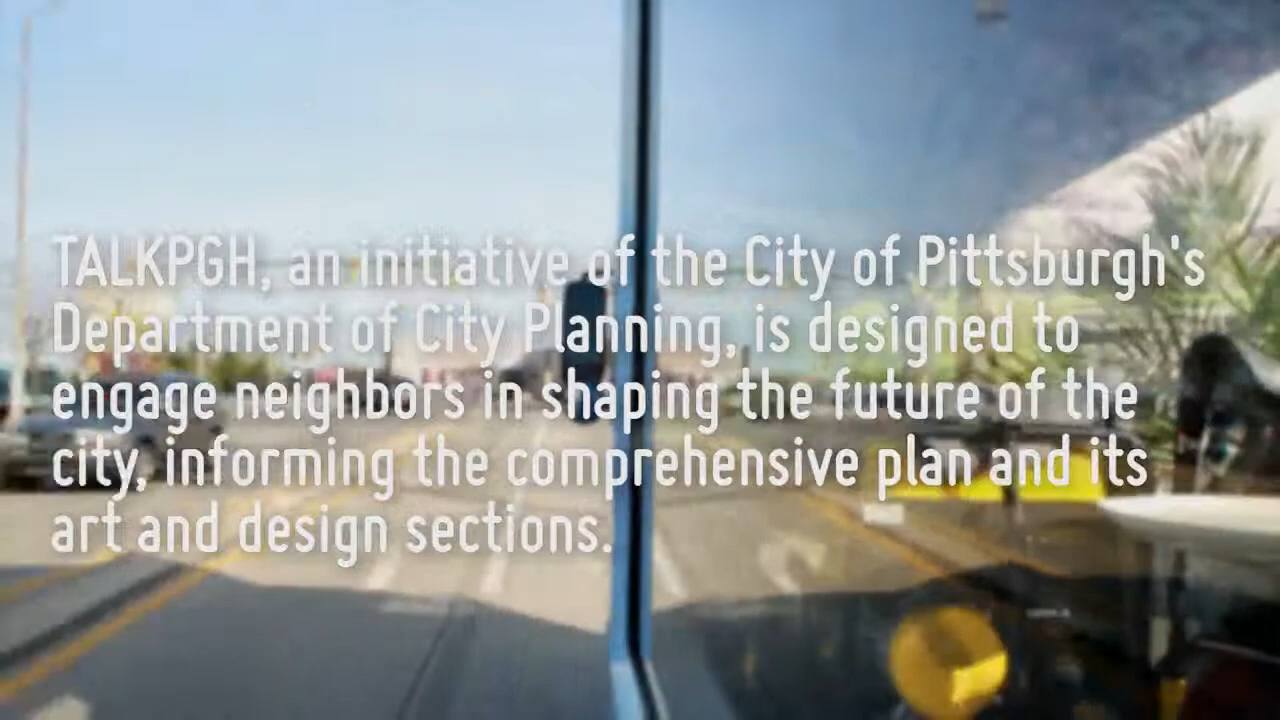 TALKPGH, an initiative of the City of Pittsburgh's
Department of City Planning, is designed to
engage neighbors in shaping the future of the
city, informing the comprehensive plan and its
art and design sections.